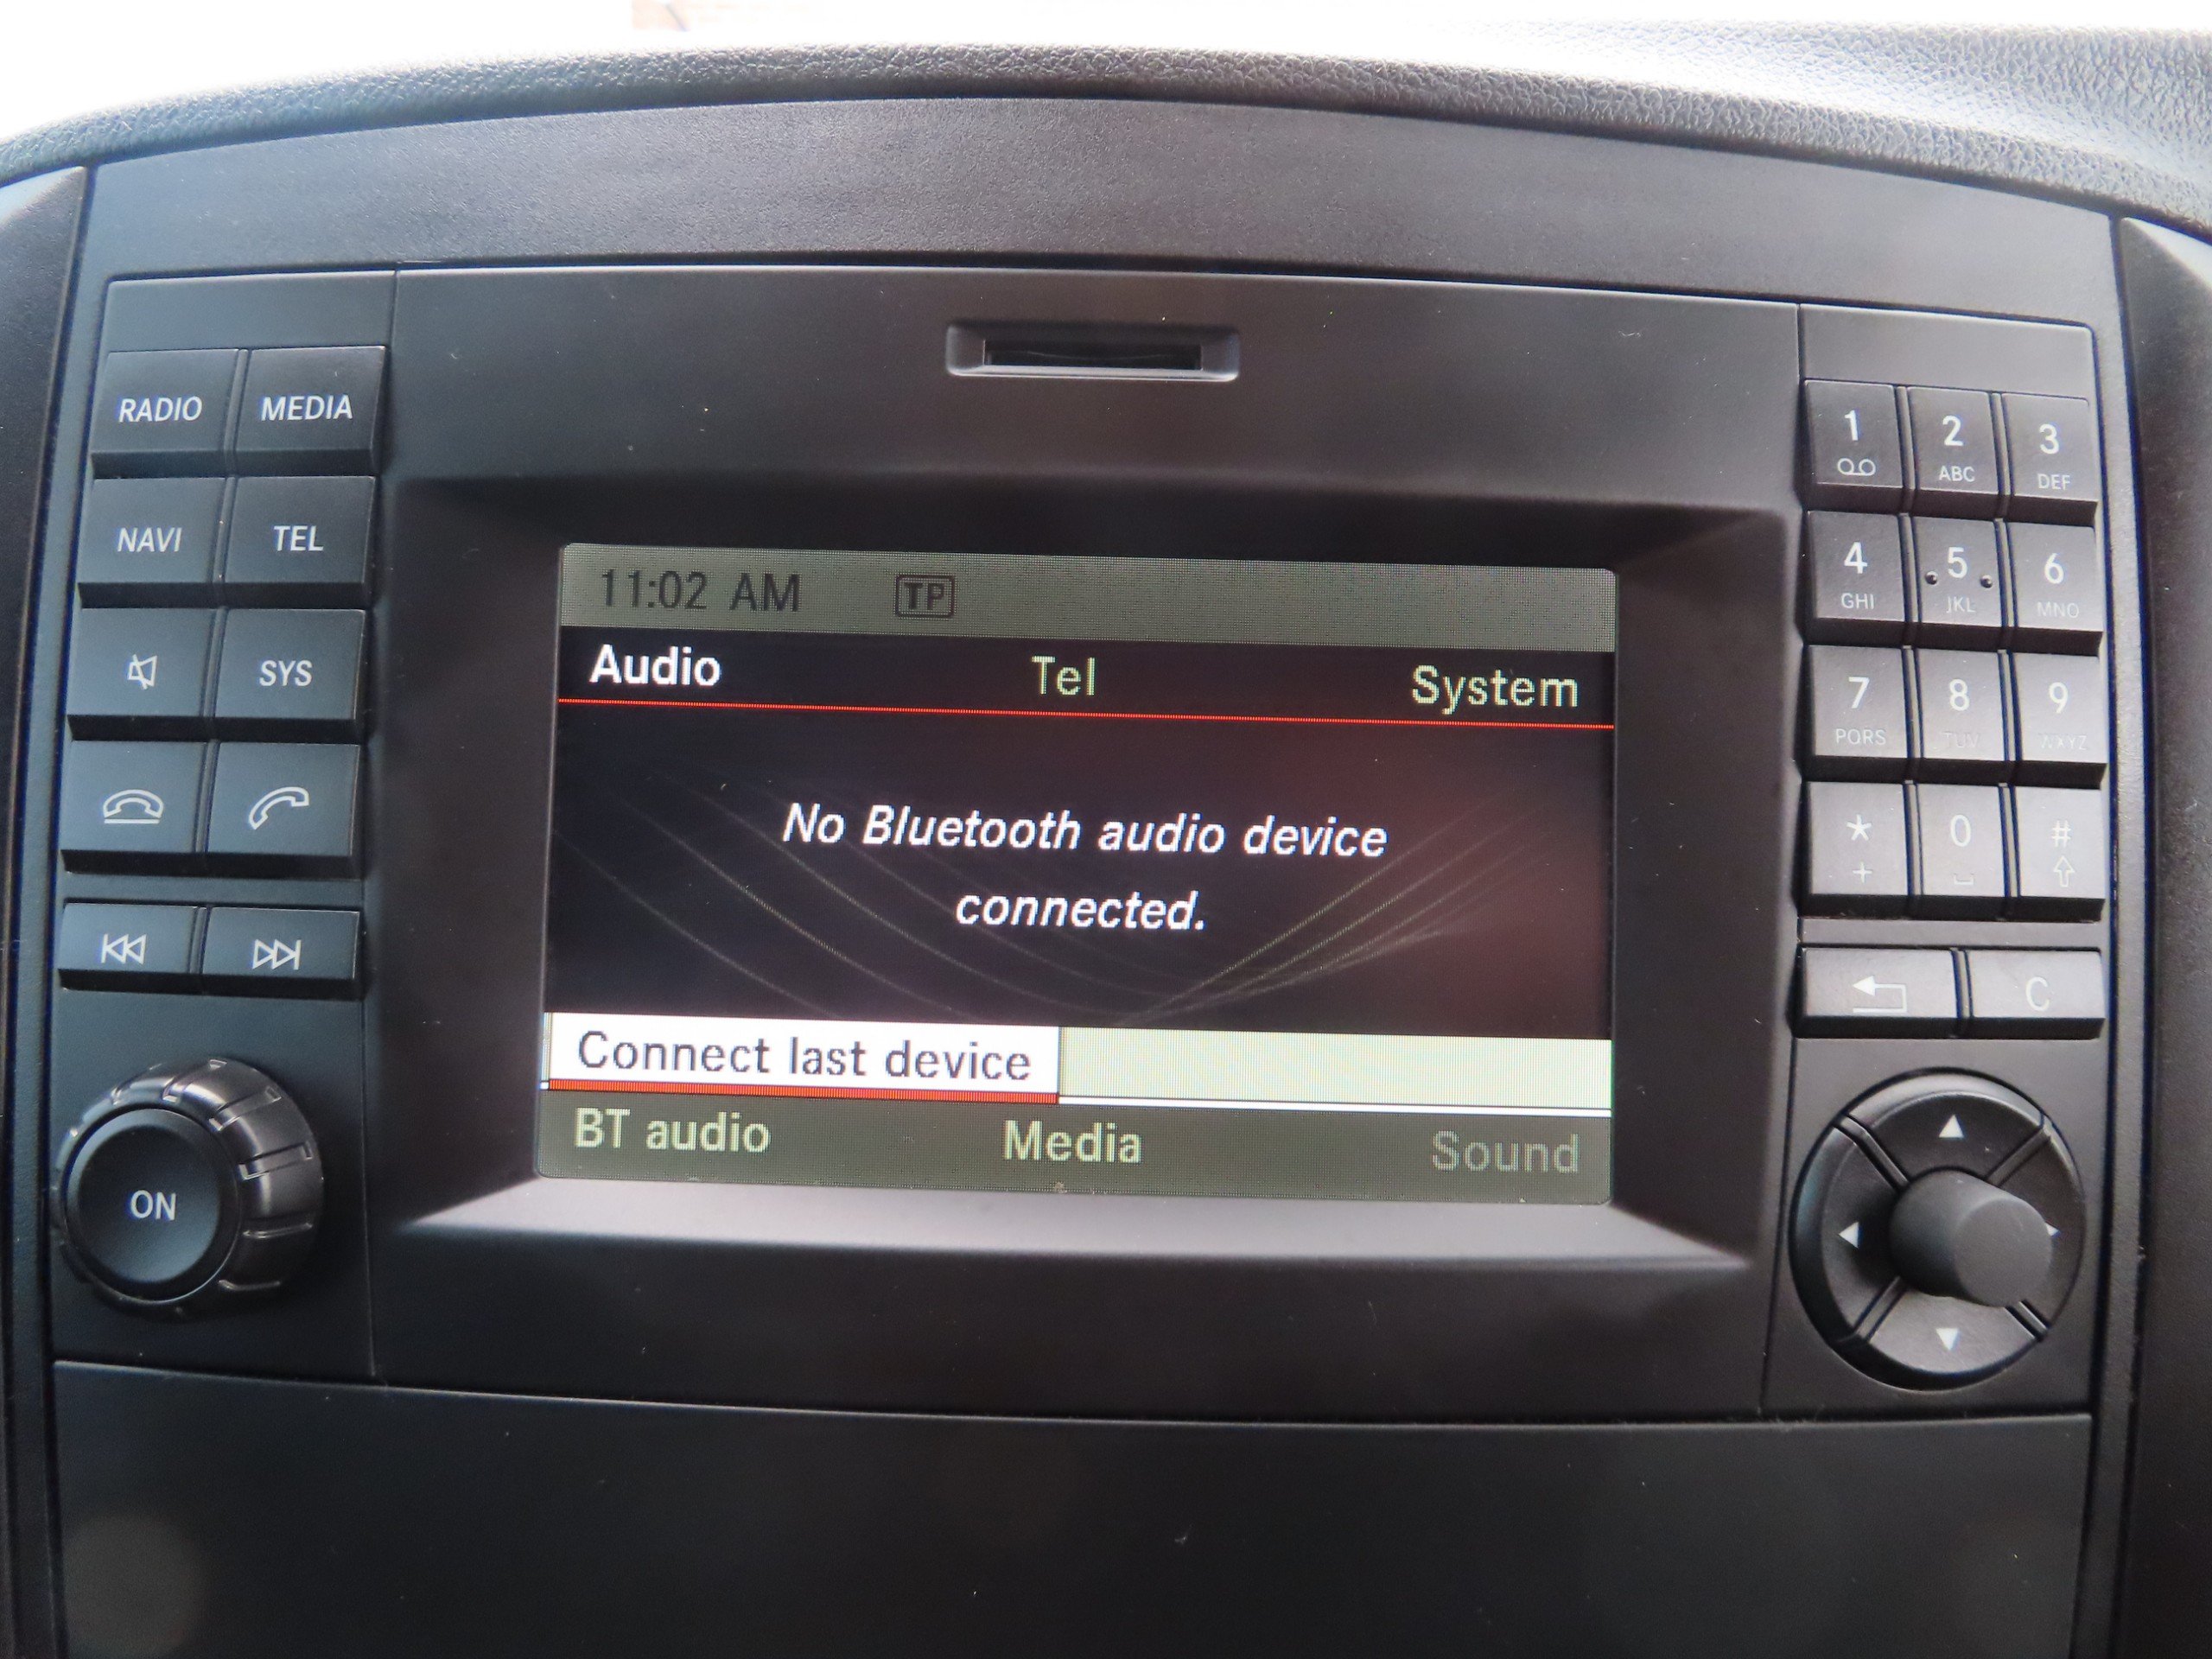 RADIO MEDIA
NAVI TEL
SYS
ON
11:02 AM TP
Audio Tel System
No Bluetooth audio device
connected.
Connect last device
BT audio Media Sound
1 2 3
ABC DEF
4 5 6
GHI JKL MNO
7 8 9
PQRS TUV WXYZ
* 0 #
+
C